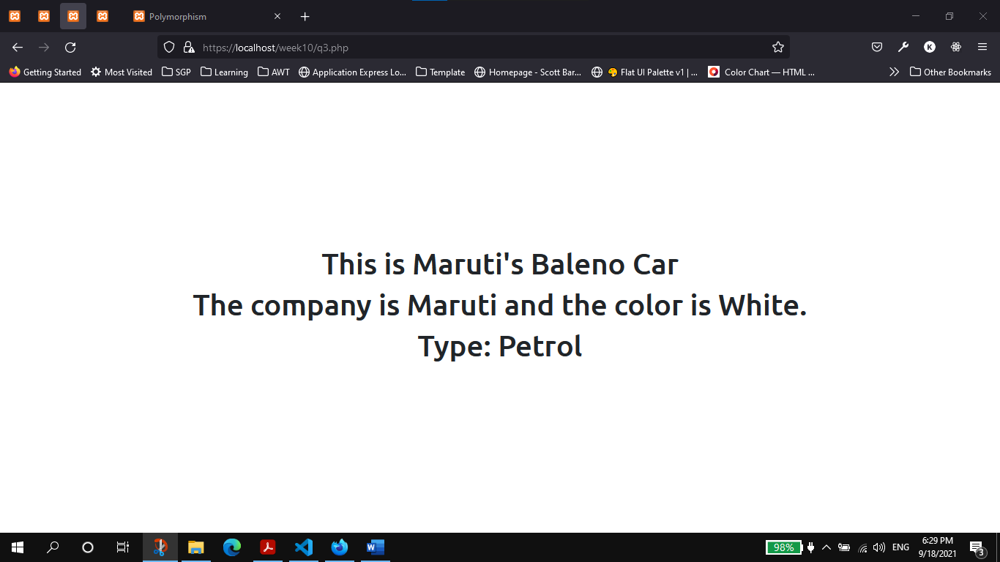 Polymorphism
https://localhost/week10/q3.php
K
Getting Started Most Visited SGP Learning AWT Application Express Lo... Template Homepage - Scott Bar... Flat UI Palette v1 | ... Color Chart — HTML ... Other Bookmarks
This is Maruti's Baleno Car
The company is Maruti and the color is White.
Type: Petrol
98% ENG 6:29 PM
9/18/2021 3